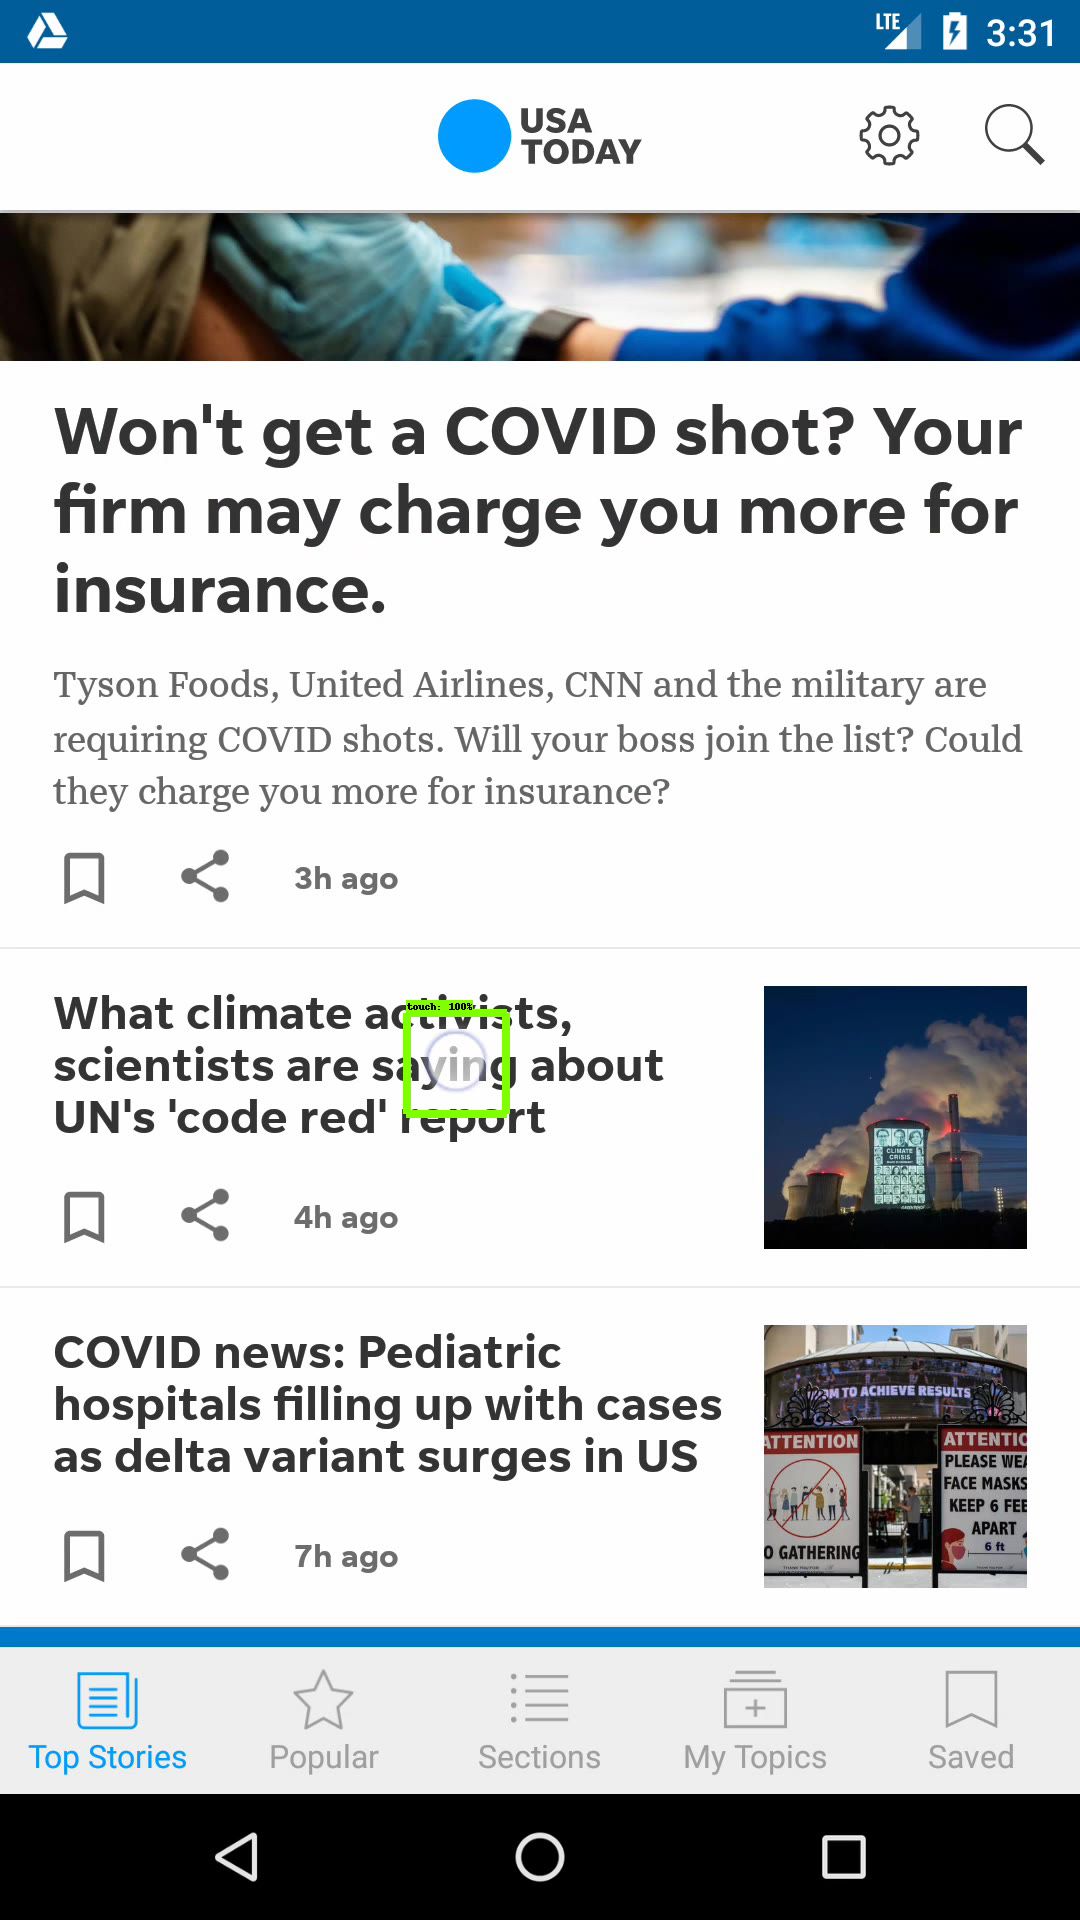 LTE 3:31
USA
TODAY
Won't get a COVID shot? Your
firm may charge you more for
insurance.
Tyson Foods, United Airlines, CNN and the military are
requiring COVID shots. Will your boss join the list? Could
they charge you more for insurance?
3h ago
touch: 100%
What climate activists,
scientists are saying about
UN's 'code red' report
CLIMATE
CRISIS
GREENPEACE
4h ago
COVID news: Pediatric
hospitals filling up with cases
as delta variant surges in US
OM TO ACHIEVE RESULTS
ATTENTION
O GATHERING
ATTENTIO
PLEASE WEA
FACE MASKS
KEEP 6 FEE
APART
6 ft
7h ago
Top Stories
Popular
Sections
My Topics
Saved